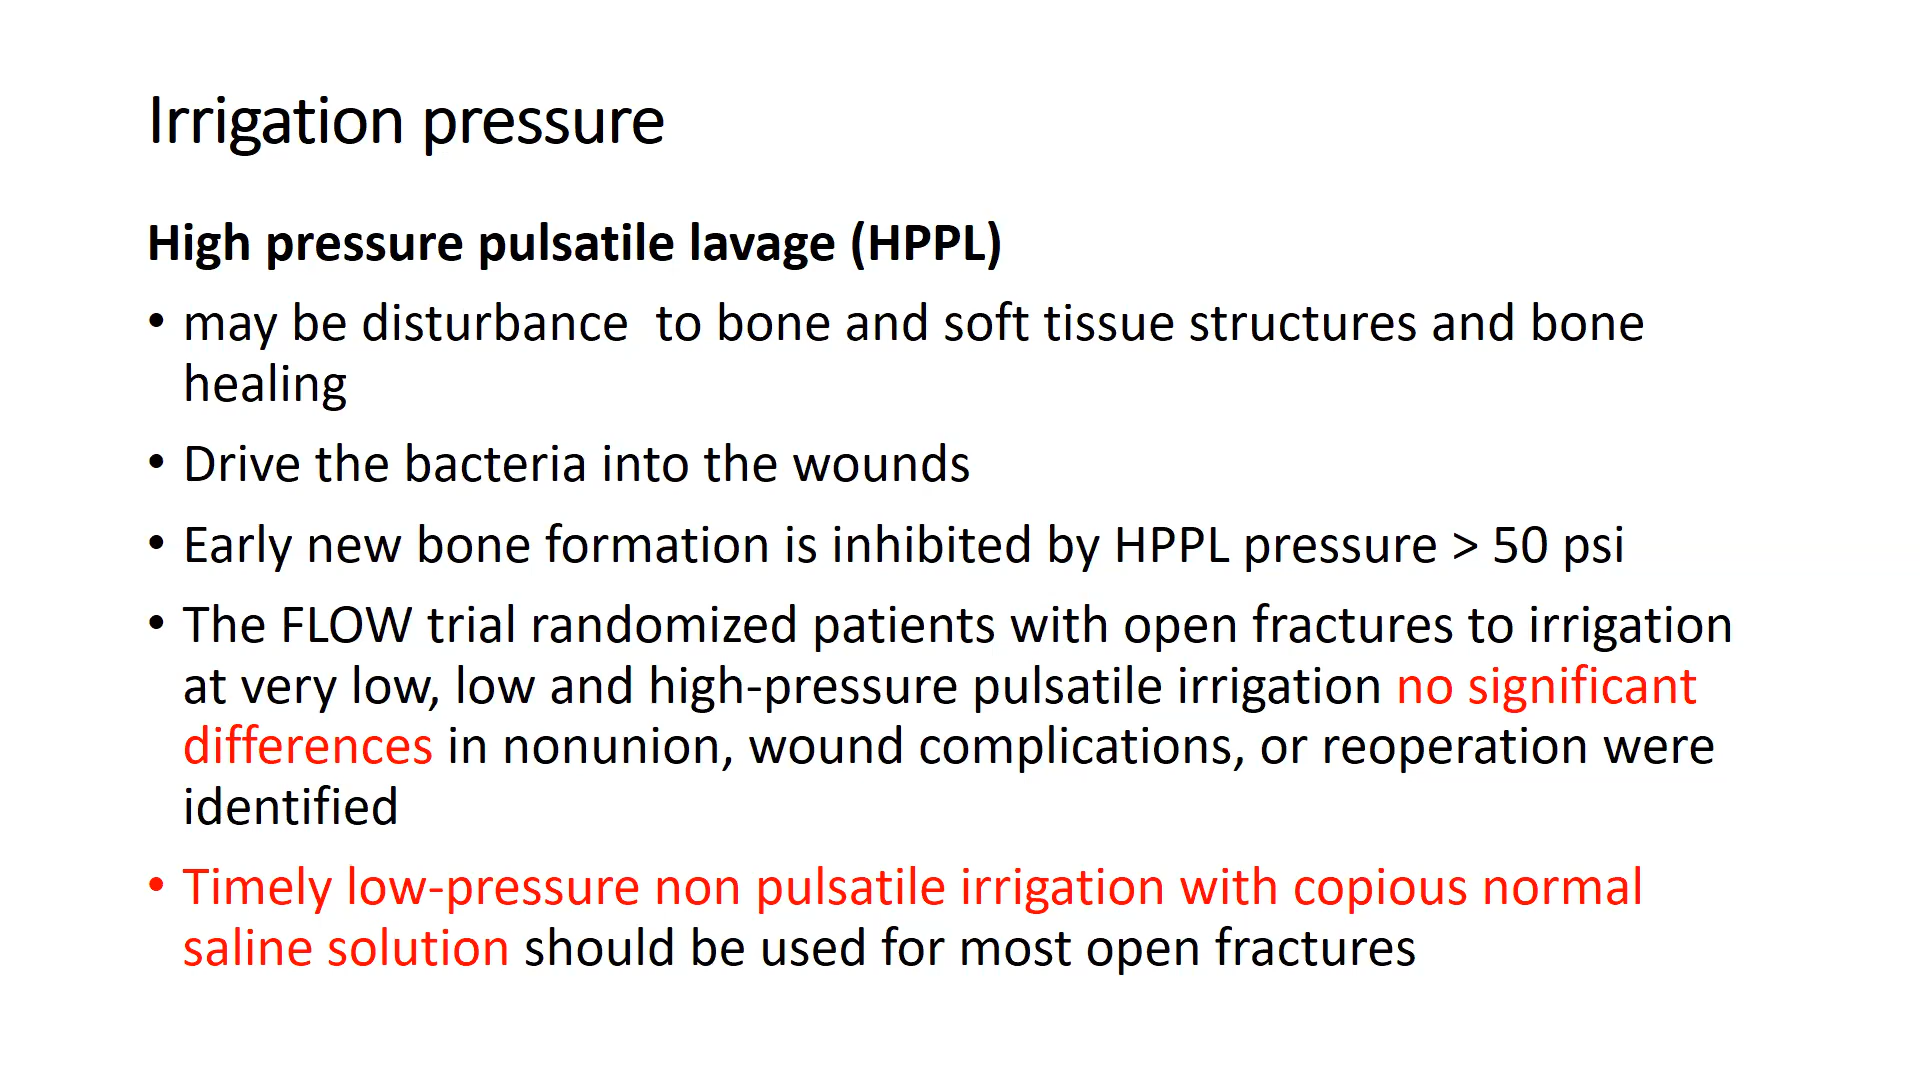 Irrigation pressure
High pressure pulsatile lavage (HPPL)
• may be disturbance  to bone and soft tissue structures and bone
healing
• Drive the bacteria into the wounds
• Early new bone formation is inhibited by HPPL pressure > 50 psi
• The FLOW trial randomized patients with open fractures to irrigation
at very low, low and high-pressure pulsatile irrigation no significant
differences in nonunion, wound complications, or reoperation were
identified
• Timely low-pressure non pulsatile irrigation with copious normal
saline solution should be used for most open fractures